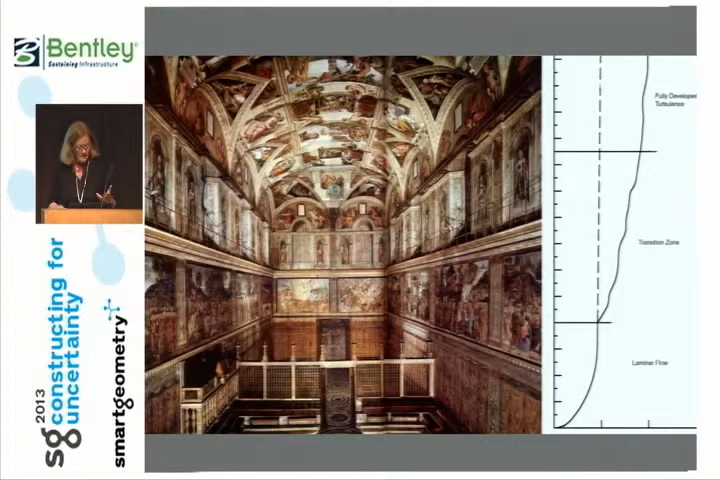 Bentley®
Sustaining Infrastructure
2013
sg constructing for
uncertainty
smartgeometry
Fully Developed
Turbulence
Transition Zone
Laminar Flow